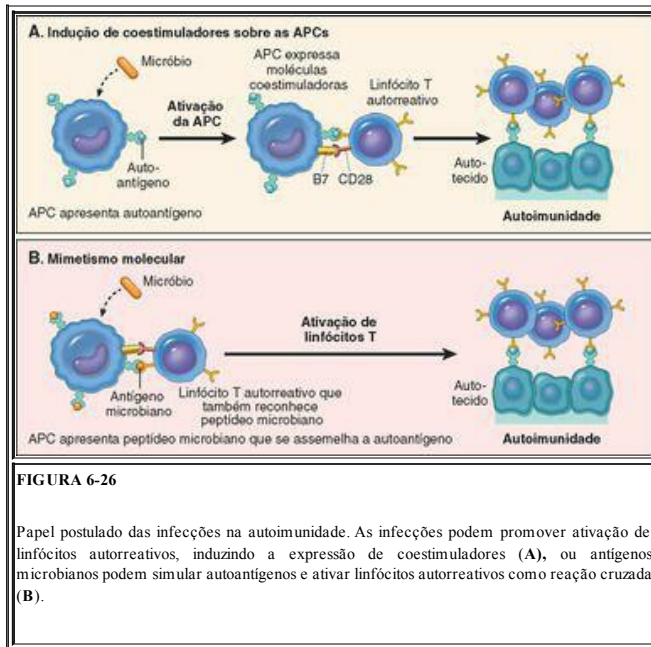 A. Indução de coestimuladores sobre as APCs
Micróbio
Auto-
antígeno
APC apresenta autoantígeno
Ativação
da APC
APC expressa
moléculas
coestimuladoras
Linfócito T
autorreativo
B7 CD28
Auto-
tecido
Autoimunidade
B. Mimetismo molecular
Micróbio
Antígeno
microbiano
Linfócito T autorreativo que
também reconhece
peptídeo microbiano
APC apresenta peptídeo microbiano que se assemelha a autoantígeno
Ativação de
linfócitos T
Auto-
tecido
Autoimunidade
FIGURA 6-26
Papel postulado das infecções na autoimunidade. As infecções podem promover ativação de
linfócitos autorreativos, induzindo a expressão de coestimuladores (A), ou antígenos
microbianos podem simular autoantígenos e ativar linfócitos autorreativos como reação cruzada
(B).